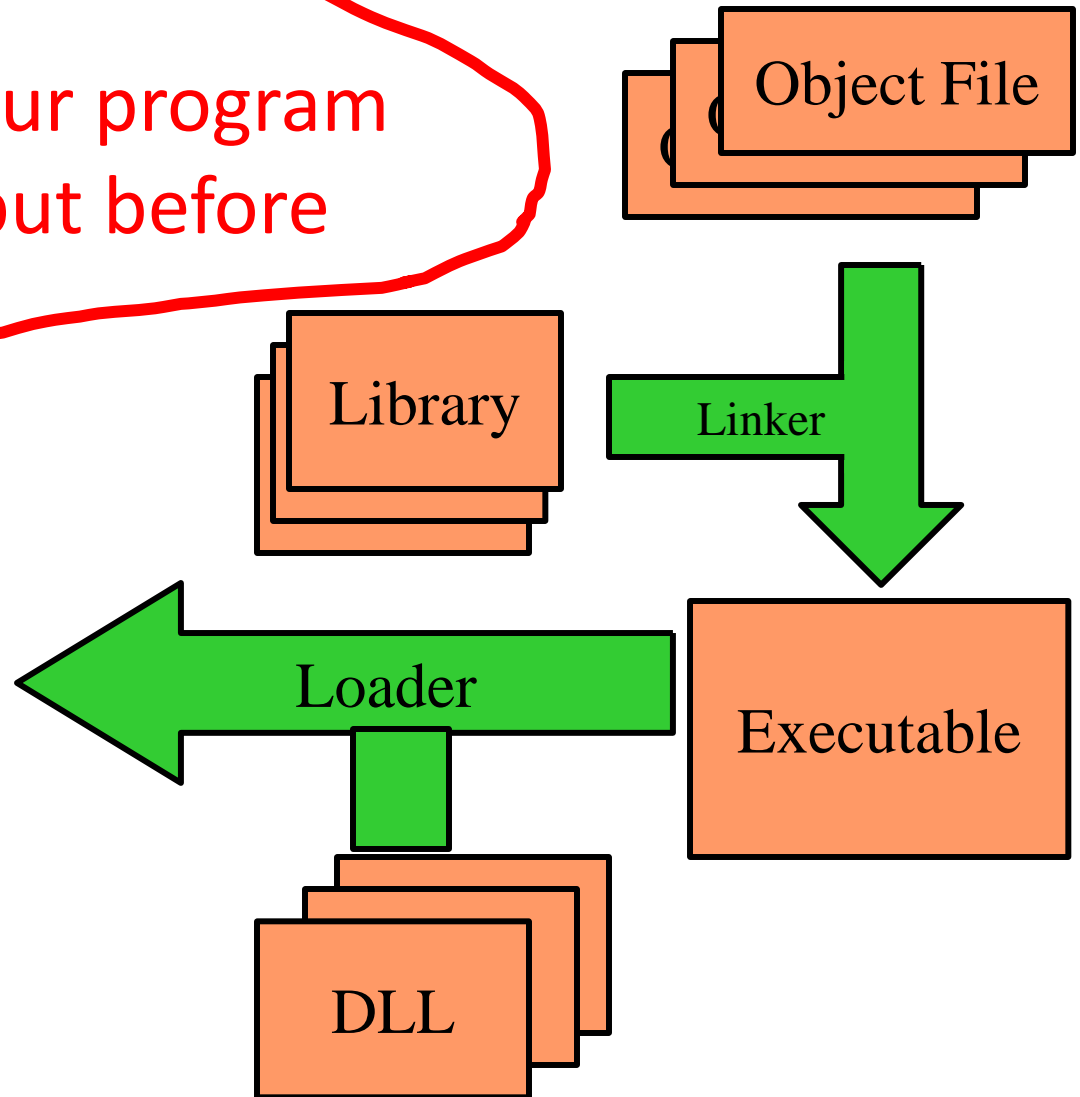 ur program
out before
Object File
Library
Linker
Loader
Executable
DLL